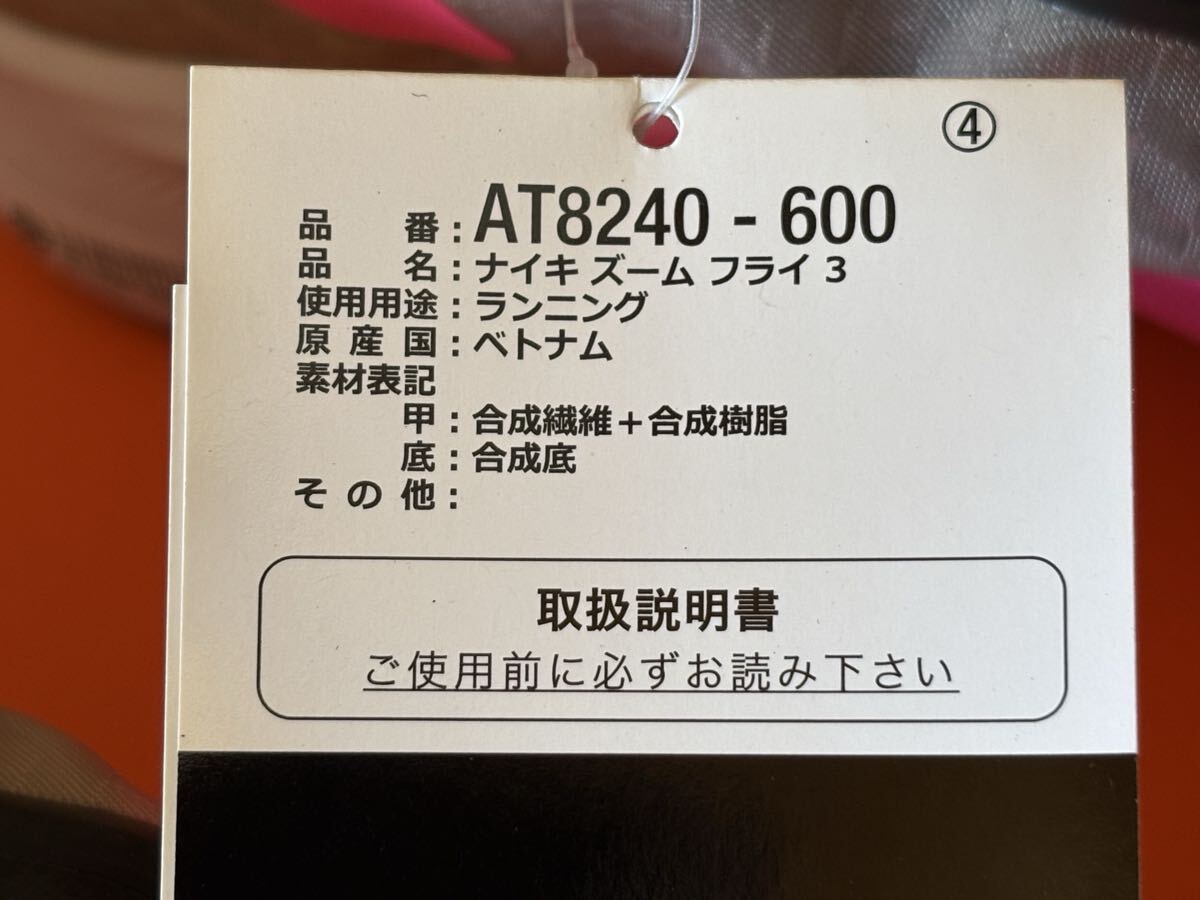 ④
品番：AT8240 - 600
品名：ナイキ ズーム フライ 3
使用用途：ランニング
原産国：ベトナム
素材表記
甲：合成繊維＋合成樹脂
底：合成底
その他：
取扱説明書
ご使用前に必ずお読み下さい